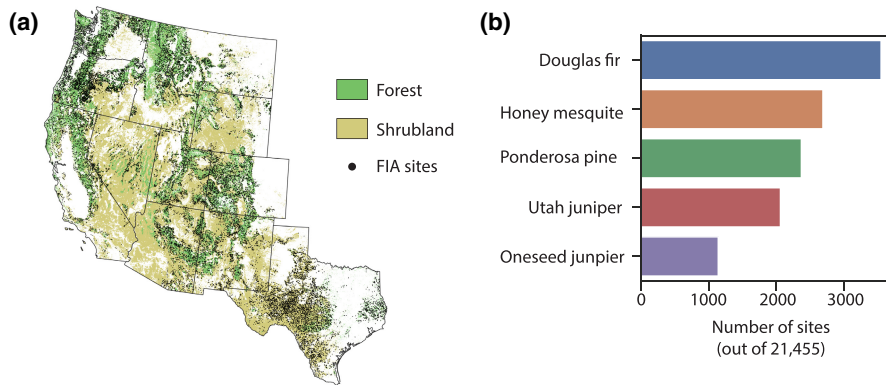 (a)
Forest
Shrubland
FIA sites
(b)
Douglas fir
Honey mesquite
Ponderosa pine
Utah juniper
Oneseed junpier
0 1000 2000 3000
Number of sites
(out of 21,455)